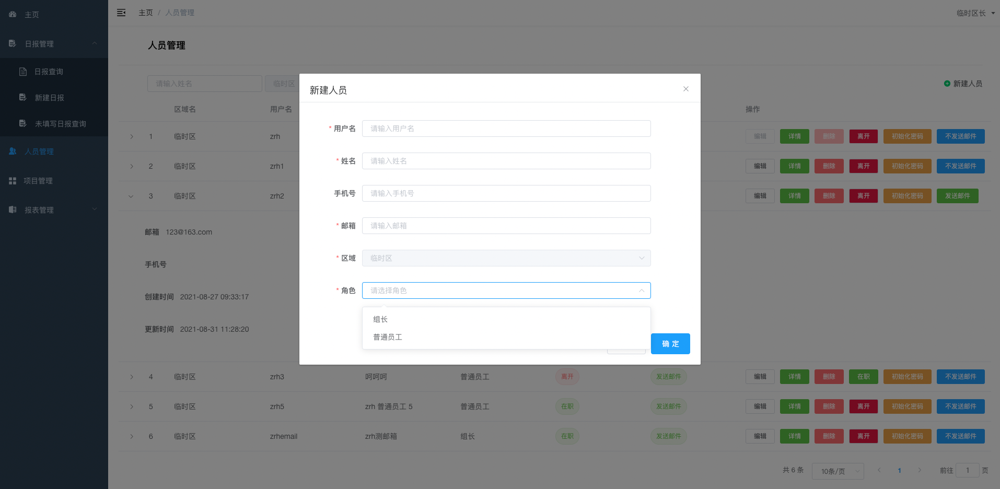 主页
日报管理
日报查询
新建日报
未填写日报查询
人员管理
项目管理
报表管理
主页 / 人员管理
临时区长
人员管理
请输入姓名
临时区
新建人员
区域名 用户名 操作
1 临时区 zrh 编辑 详情 删除 离开 初始化密码 不发送邮件
2 临时区 zrh1 编辑 详情 删除 离开 初始化密码 不发送邮件
3 临时区 zrh2 编辑 详情 删除 离开 初始化密码 发送邮件
邮箱 123@163.com
手机号
创建时间 2021-08-27 09:33:17
更新时间 2021-08-31 11:28:20
4 临时区 zrh3 呵呵呵 普通员工 离开 发送邮件 编辑 详情 删除 在职 初始化密码 不发送邮件
5 临时区 zrh5 zrh 普通员工 5 普通员工 在职 发送邮件 编辑 详情 删除 离开 初始化密码 不发送邮件
6 临时区 zrhemail zrh测邮箱 组长 在职 发送邮件 编辑 详情 删除 离开 初始化密码 不发送邮件
共 6 条 10条/页 1 前往 1 页
新建人员
* 用户名 请输入用户名
* 姓名 请输入姓名
手机号 请输入手机号
* 邮箱 请输入邮箱
* 区域 临时区
* 角色 请选择角色
组长
普通员工
确 定